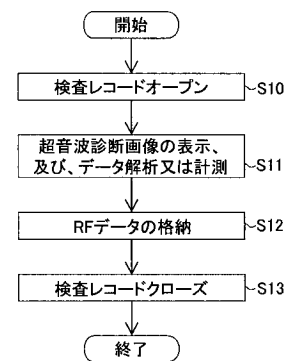 開始
検査レコードオープン
S10
超音波診断画像の表示、
及び、データ解析又は計測
S11
RFデータの格納
S12
検査レコードクローズ
S13
終了